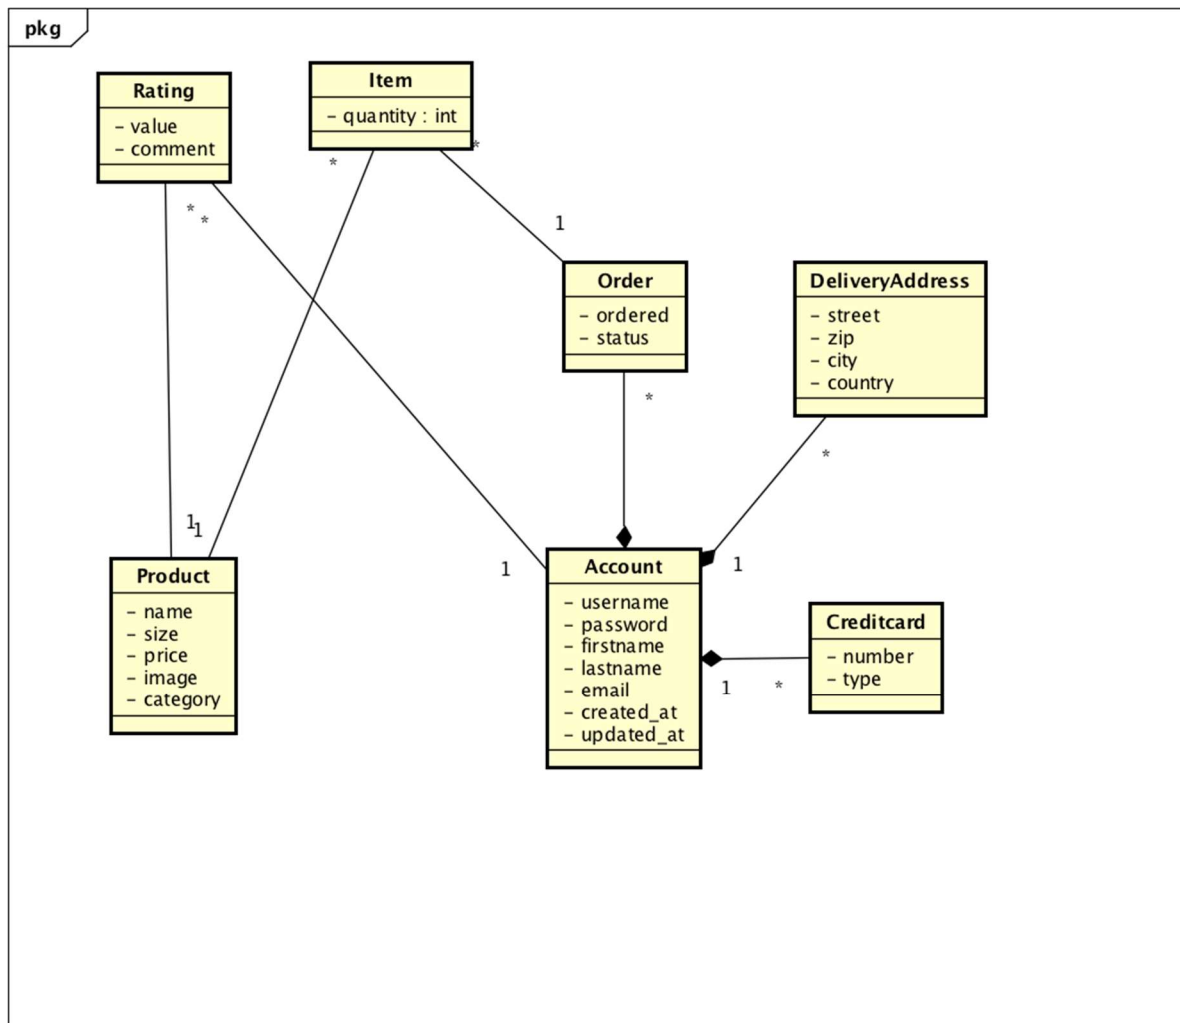 pkg
Rating
- value
- comment
Item
- quantity : int
*
*
*
*
1
Order
- ordered
- status
*
DeliveryAddress
- street
- zip
- city
- country
*
1
1
Product
- name
- size
- price
- image
- category
1
Account
- username
- password
- firstname
- lastname
- email
- created_at
- updated_at
1
1
*
Creditcard
- number
- type